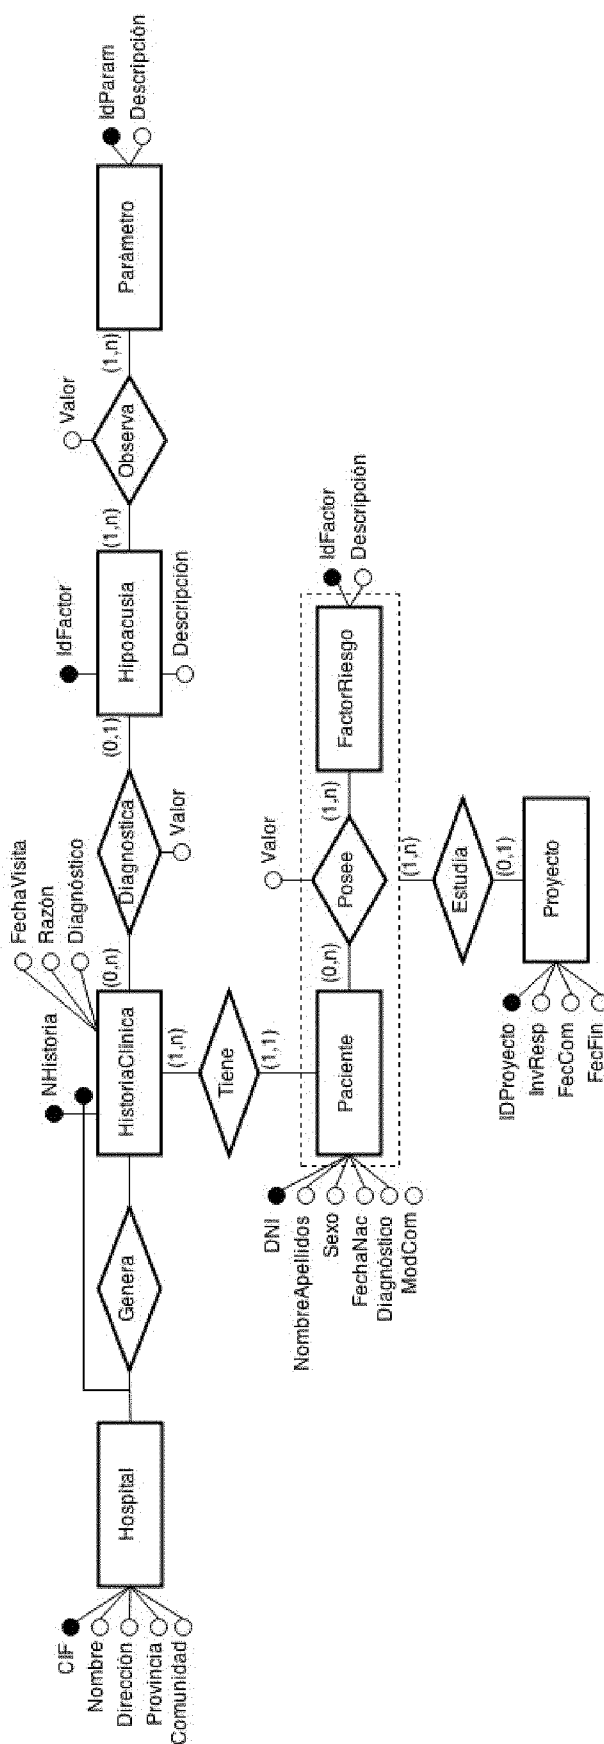 CIF
Nombre
Dirección
Provincia
Comunidad
Hospital
Genera
NHistoria
FechaVisita
Razón
Diagnóstico
HistoriaClínica
(0,n)
Diagnostica
Valor
(0,1)
IdFactor
Hipoacusia
Descripción
(1,n)
Observa
Valor
(1,n)
Parámetro
IdParam
Descripción
(1,n)
Tiene
(1,1)
DNI
NombreApellidos
Sexo
FechaNac
Diagnóstico
ModCom
Paciente
(0,n)
Valor
Posee
(1,n)
FactorRiesgo
IdFactor
Descripción
(1,n)
Estudia
(0,1)
IDProyecto
InvResp
FecCom
FecFin
Proyecto